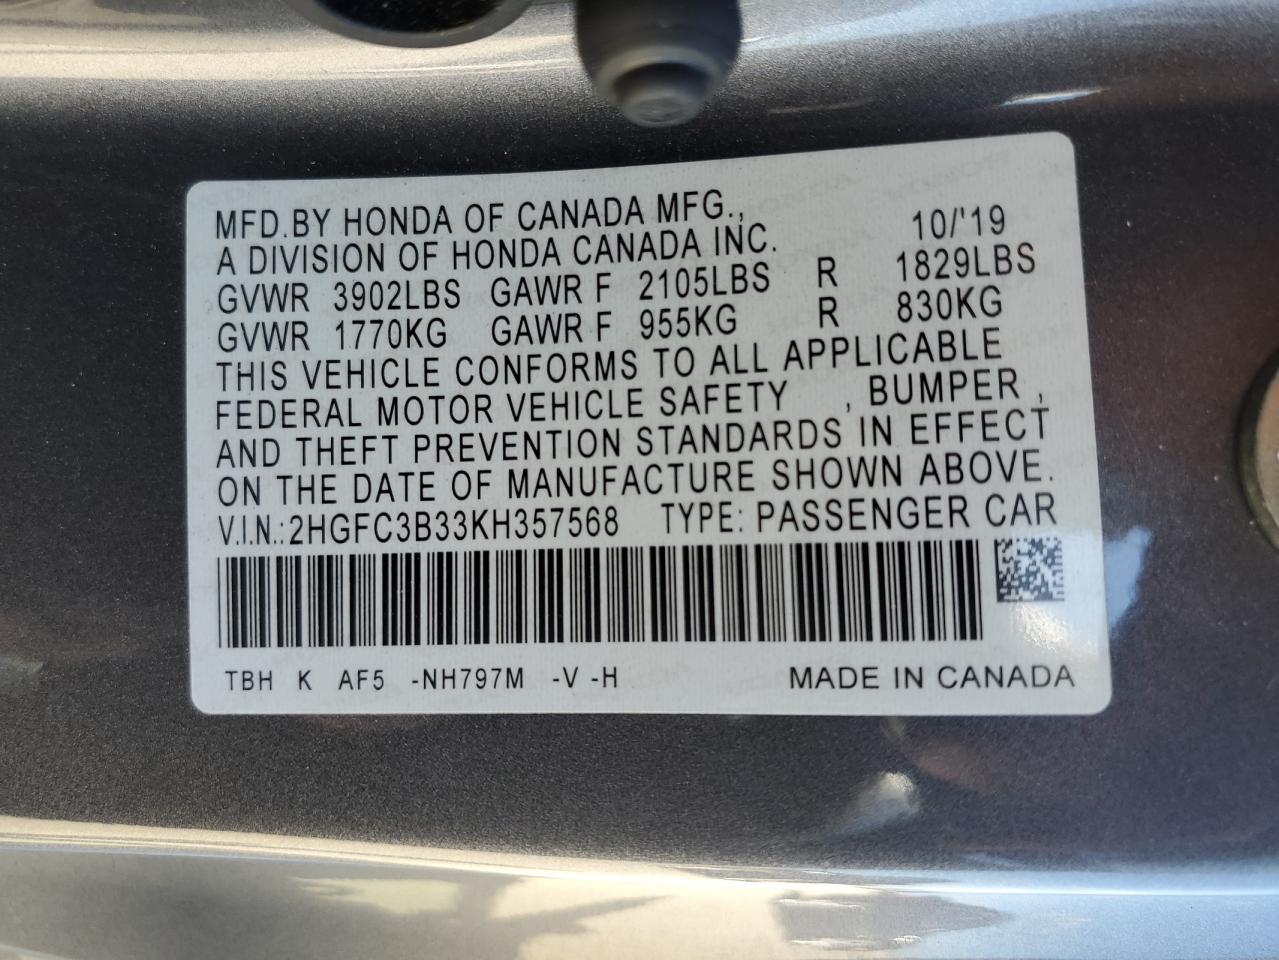 MFD.BY HONDA OF CANADA MFG., 10/'19
A DIVISION OF HONDA CANADA INC.
GVWR 3902LBS GAWR F 2105LBS R 1829LBS
GVWR 1770KG GAWR F 955KG R 830KG
THIS VEHICLE CONFORMS TO ALL APPLICABLE
FEDERAL MOTOR VEHICLE SAFETY , BUMPER ,
AND THEFT PREVENTION STANDARDS IN EFFECT
ON THE DATE OF MANUFACTURE SHOWN ABOVE.
V.I.N.: 2HGFC3B33KH357568 TYPE: PASSENGER CAR
TBH K AF5 -NH797M -V -H MADE IN CANADA